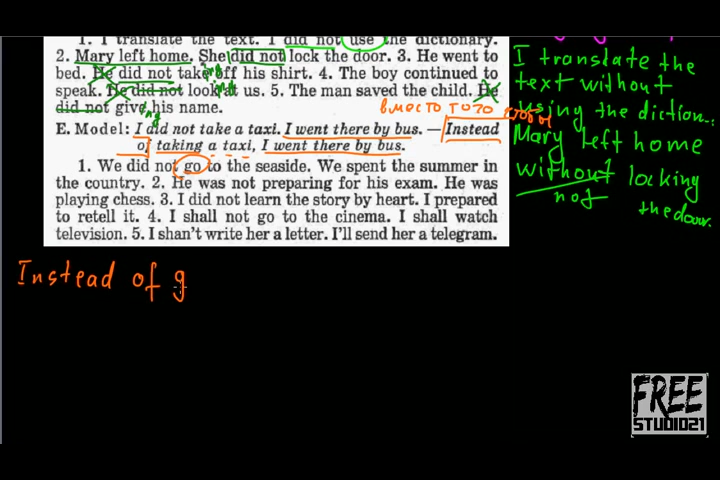 1. I translate the text. I did not use the dictionary.
2. Mary left home. She did not lock the door. 3. He went to
bed. He did not take off his shirt. 4. The boy continued to
speak. He did not look at us. 5. The man saved the child. He
did not give his name.
ing
ing
ing
вместо того
чтобы
E. Model: I did not take a taxi. I went there by bus. — Instead
of taking a taxi, I went there by bus.
1. We did not go to the seaside. We spent the summer in
the country. 2. He was not preparing for his exam. He was
playing chess. 3. I did not learn the story by heart. I prepared
to retell it. 4. I shall not go to the cinema. I shall watch
television. 5. I shan't write her a letter. I'll send her a telegram.
I translate the
text without
using the diction..
Mary left home
without locking
not the door.
Instead of g
FREE
STUDIO21